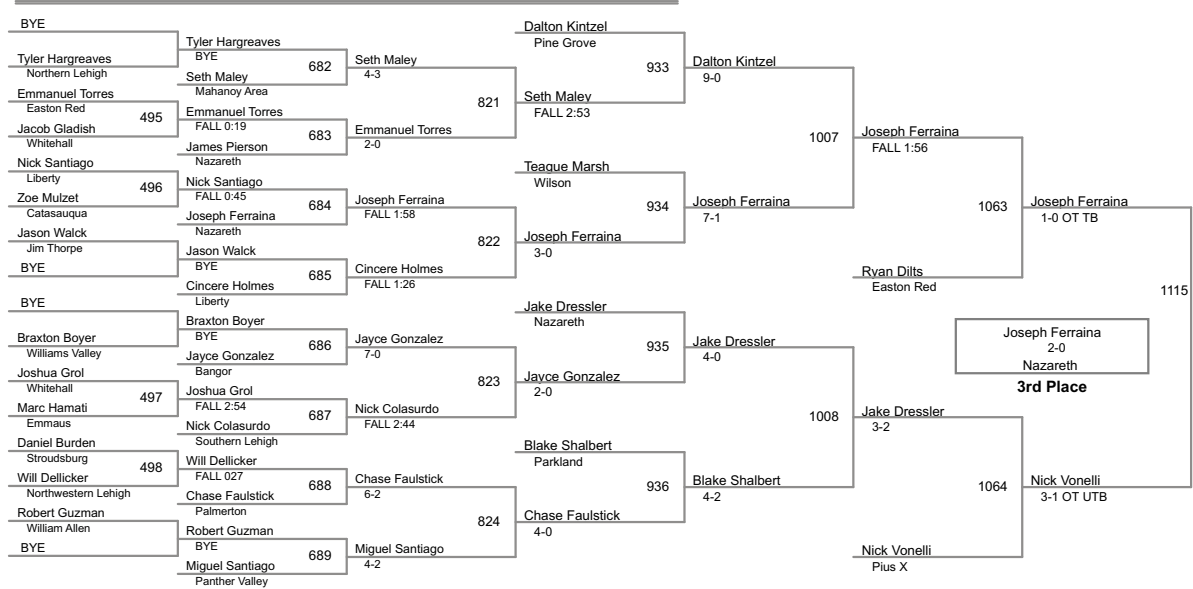 BYE
Tyler Hargreaves
Northern Lehigh
Emmanuel Torres
Easton Red
495
Jacob Gladish
Whitehall
Nick Santiago
Liberty
496
Zoe Mulzet
Catasauqua
Jason Walck
Jim Thorpe
BYE
BYE
Braxton Boyer
Williams Valley
Joshua Grol
Whitehall
497
Marc Hamati
Emmaus
Daniel Burden
Stroudsburg
498
Will Dellicker
Northwestern Lehigh
Robert Guzman
William Allen
BYE
Tyler Hargreaves
BYE
682
Seth Maley
Mahanoy Area
Emmanuel Torres
FALL 0:19
683
James Pierson
Nazareth
Nick Santiago
FALL 0:45
684
Joseph Ferraina
Nazareth
Jason Walck
BYE
685
Cincere Holmes
Liberty
Braxton Boyer
BYE
686
Jayce Gonzalez
Bangor
Joshua Grol
FALL 2:54
687
Nick Colasurdo
Southern Lehigh
Will Dellicker
FALL 027
688
Chase Faulstick
Palmerton
Robert Guzman
BYE
689
Miguel Santiago
Panther Valley
Seth Maley
4-3
821
Emmanuel Torres
2-0
Joseph Ferraina
FALL 1:58
822
Cincere Holmes
FALL 1:26
Jayce Gonzalez
7-0
823
Nick Colasurdo
FALL 2:44
Chase Faulstick
6-2
824
Miguel Santiago
4-2
Dalton Kintzel
Pine Grove
933
Seth Maley
FALL 2:53
Teague Marsh
Wilson
934
Joseph Ferraina
3-0
Jake Dressler
Nazareth
935
Jayce Gonzalez
2-0
Blake Shalbert
Parkland
936
Chase Faulstick
4-0
Dalton Kintzel
9-0
1007
Joseph Ferraina
7-1
Jake Dressler
4-0
1008
Blake Shalbert
4-2
Joseph Ferraina
FALL 1:56
1063
Ryan Dilts
Easton Red
Jake Dressler
3-2
1064
Nick Vonelli
Pius X
Joseph Ferraina
1-0 OT TB
1115
Nick Vonelli
3-1 OT UTB
Joseph Ferraina
2-0
Nazareth
3rd Place